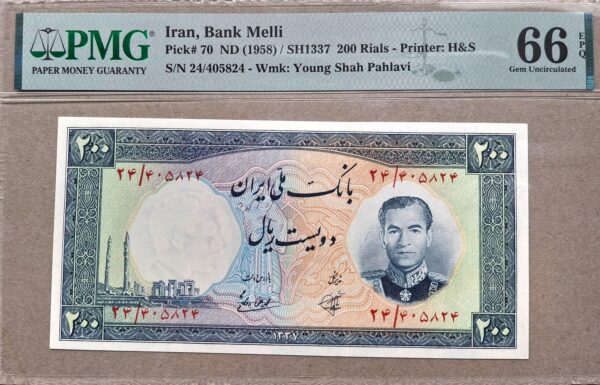 PMG
PAPER MONEY GUARANTY
Iran, Bank Melli
Pick# 70 ND (1958) / SH1337 200 Rials - Printer: H&S
S/N 24/405824 - Wmk: Young Shah Pahlavi
66 EPQ
Gem Uncirculated
۲۰۰ ۲۰۰
۲۴/۴۰۵۸۲۴ ۲۴/۴۰۵۸۲۴
بانک ملی ایران
دویست ریال
۲۴/۴۰۵۸۲۴ ۲۴/۴۰۵۸۲۴
۲۰۰ ۱۳۳۷ ۲۰۰